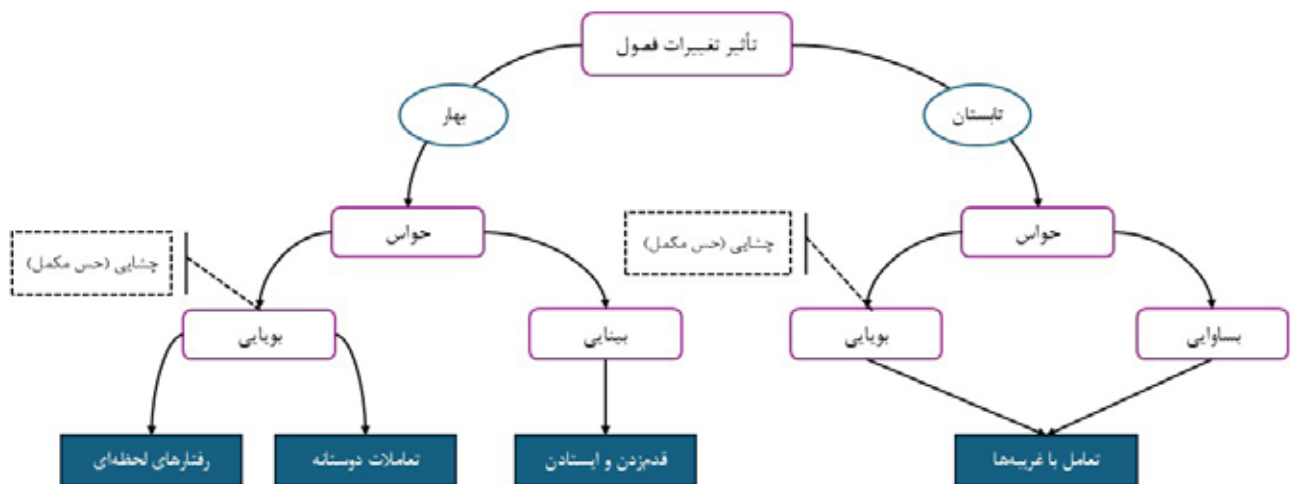 تأثیر تغییرات فصول
بهار
تابستان
حواس
حواس
چشایی (حس مکمل)
چشایی (حس مکمل)
بویایی
بینایی
بویایی
بساوایی
رفتارهای لحظه‌ای
تعاملات دوستانه
قدم‌زدن و ایستادن
تعامل با غریبه‌ها